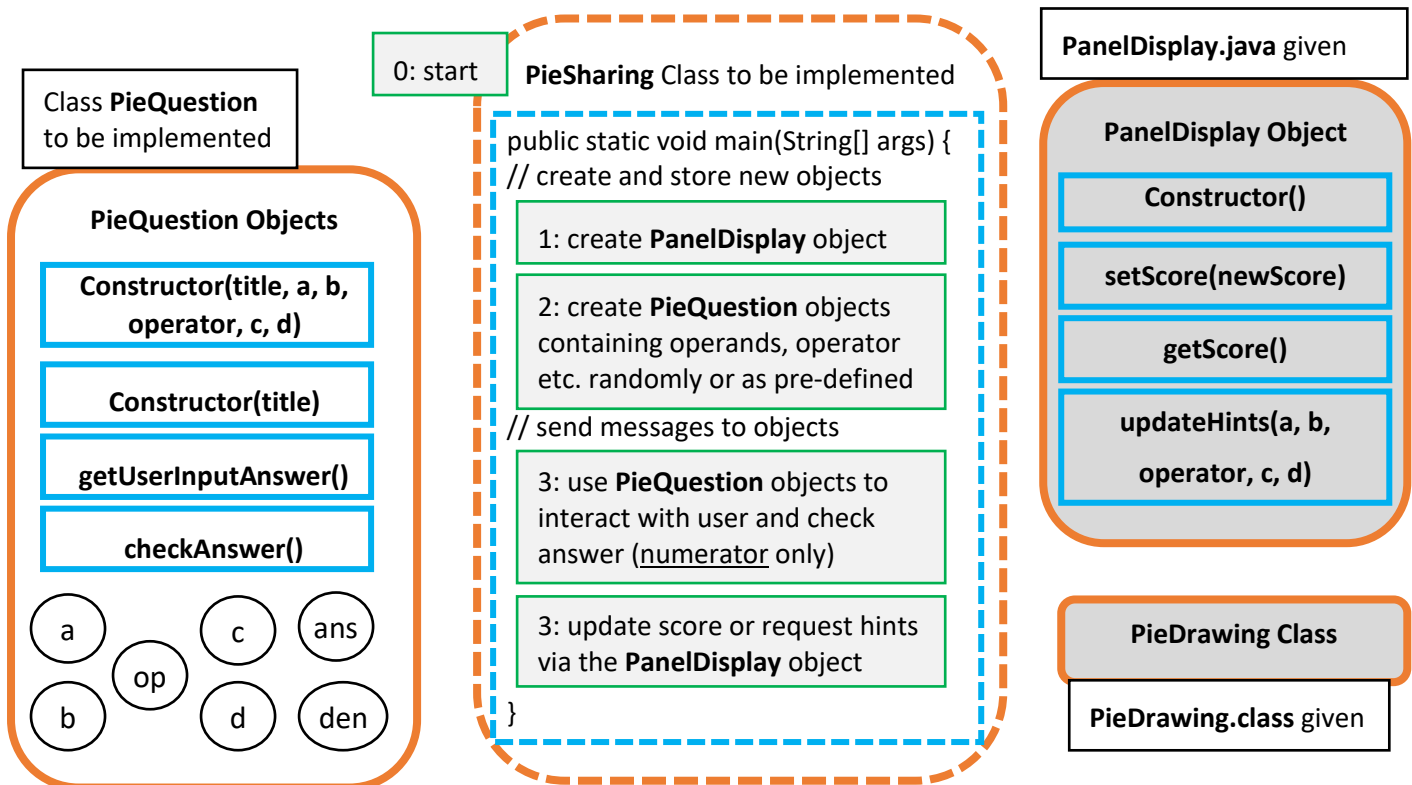 Class PieQuestion
to be implemented
PieQuestion Objects
Constructor(title, a, b,
operator, c, d)
Constructor(title)
getUserInputAnswer()
checkAnswer()
a
c
ans
op
b
d
den
0: start
PieSharing Class to be implemented
public static void main(String[] args) {
// create and store new objects
1: create PanelDisplay object
2: create PieQuestion objects
containing operands, operator
etc. randomly or as pre-defined
// send messages to objects
3: use PieQuestion objects to
interact with user and check
answer (numerator only)
3: update score or request hints
via the PanelDisplay object
}
PanelDisplay.java given
PanelDisplay Object
Constructor()
setScore(newScore)
getScore()
updateHints(a, b,
operator, c, d)
PieDrawing Class
PieDrawing.class given